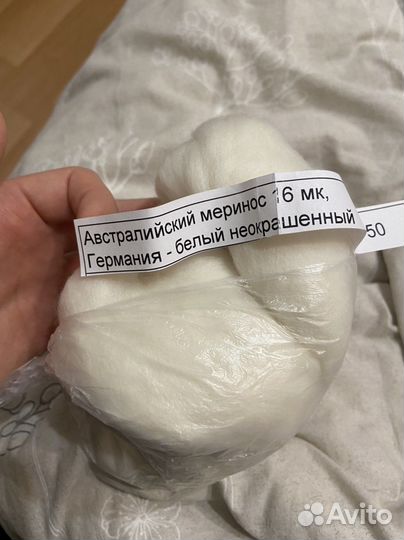 Австралийский меринос 16 мк,
Германия - белый неокрашенный
50
Avito